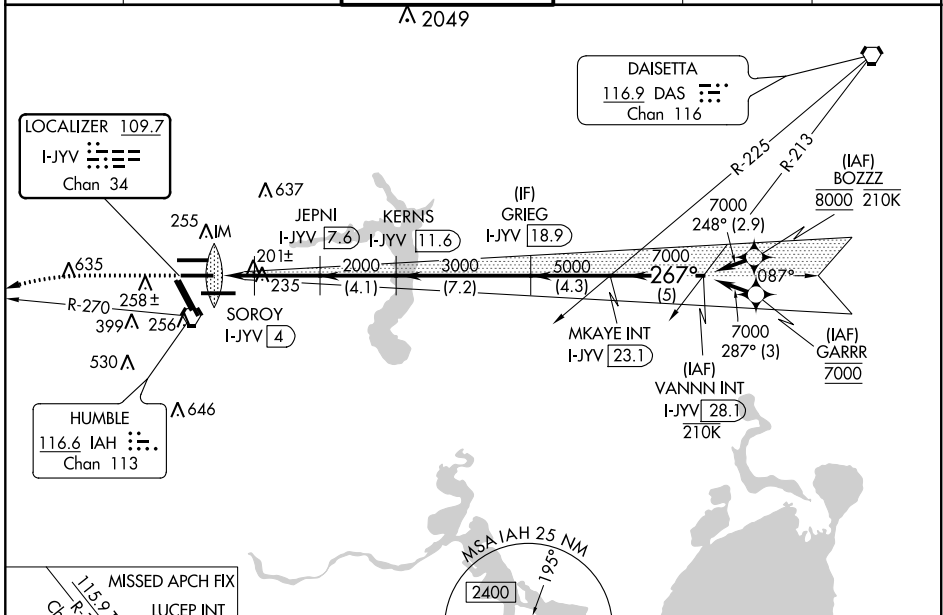 2049
DAISETTA
116.9 DAS
Chan 116
LOCALIZER 109.7
I-JYV
Chan 34
R-225
R-213
(IAF)
BOZZZ
8000 210K
7000
248° (2.9)
637
(IF)
GRIEG
I-JYV 18.9
JEPNI
I-JYV 7.6
KERNS
I-JYV 11.6
255
IM
201±
235
635
2000
(4.1)
3000
(7.2)
5000
(4.3)
7000
267°
(5)
087°
R-270
258±
399
256
SOROY
I-JYV 4
MKAYE INT
I-JYV 23.1
7000
287° (3)
(IAF)
GARRR
7000
530
(IAF)
VANNN INT
I-JYV 28.1
210K
646
HUMBLE
116.6 IAH
Chan 113
MSA IAH 25 NM
195°
2400
MISSED APCH FIX
LUCEP INT
115.9
Ch
R-